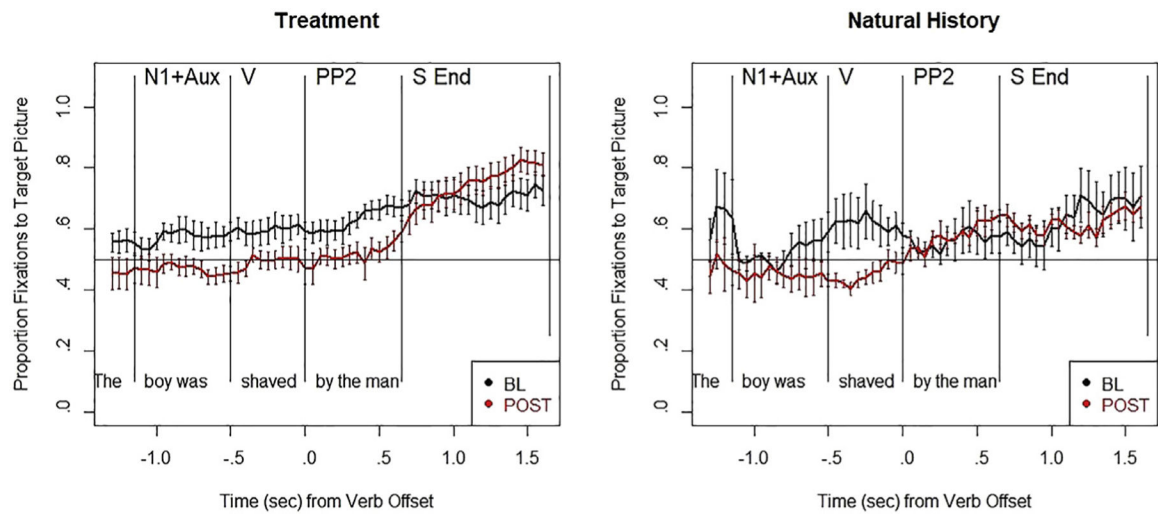 Treatment
Proportion Fixations to Target Picture
1.0
.8
.6
.4
.2
.0
N1+Aux V PP2 S End
The boy was shaved by the man
BL
POST
-1.0 -.5 .0 .5 1.0 1.5
Time (sec) from Verb Offset
Natural History
Proportion Fixations to Target Picture
1.0
.8
.6
.4
.2
.0
N1+Aux V PP2 S End
The boy was shaved by the man
BL
POST
-1.0 -.5 .0 .5 1.0 1.5
Time (sec) from Verb Offset